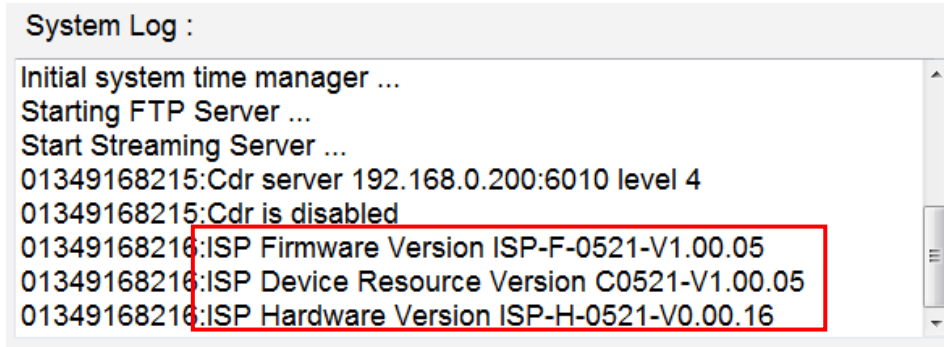 System Log :
Initial system time manager ...
Starting FTP Server ...
Start Streaming Server ...
01349168215:Cdr server 192.168.0.200:6010 level 4
01349168215:Cdr is disabled
01349168216:ISP Firmware Version ISP-F-0521-V1.00.05
01349168216:ISP Device Resource Version C0521-V1.00.05
01349168216:ISP Hardware Version ISP-H-0521-V0.00.16